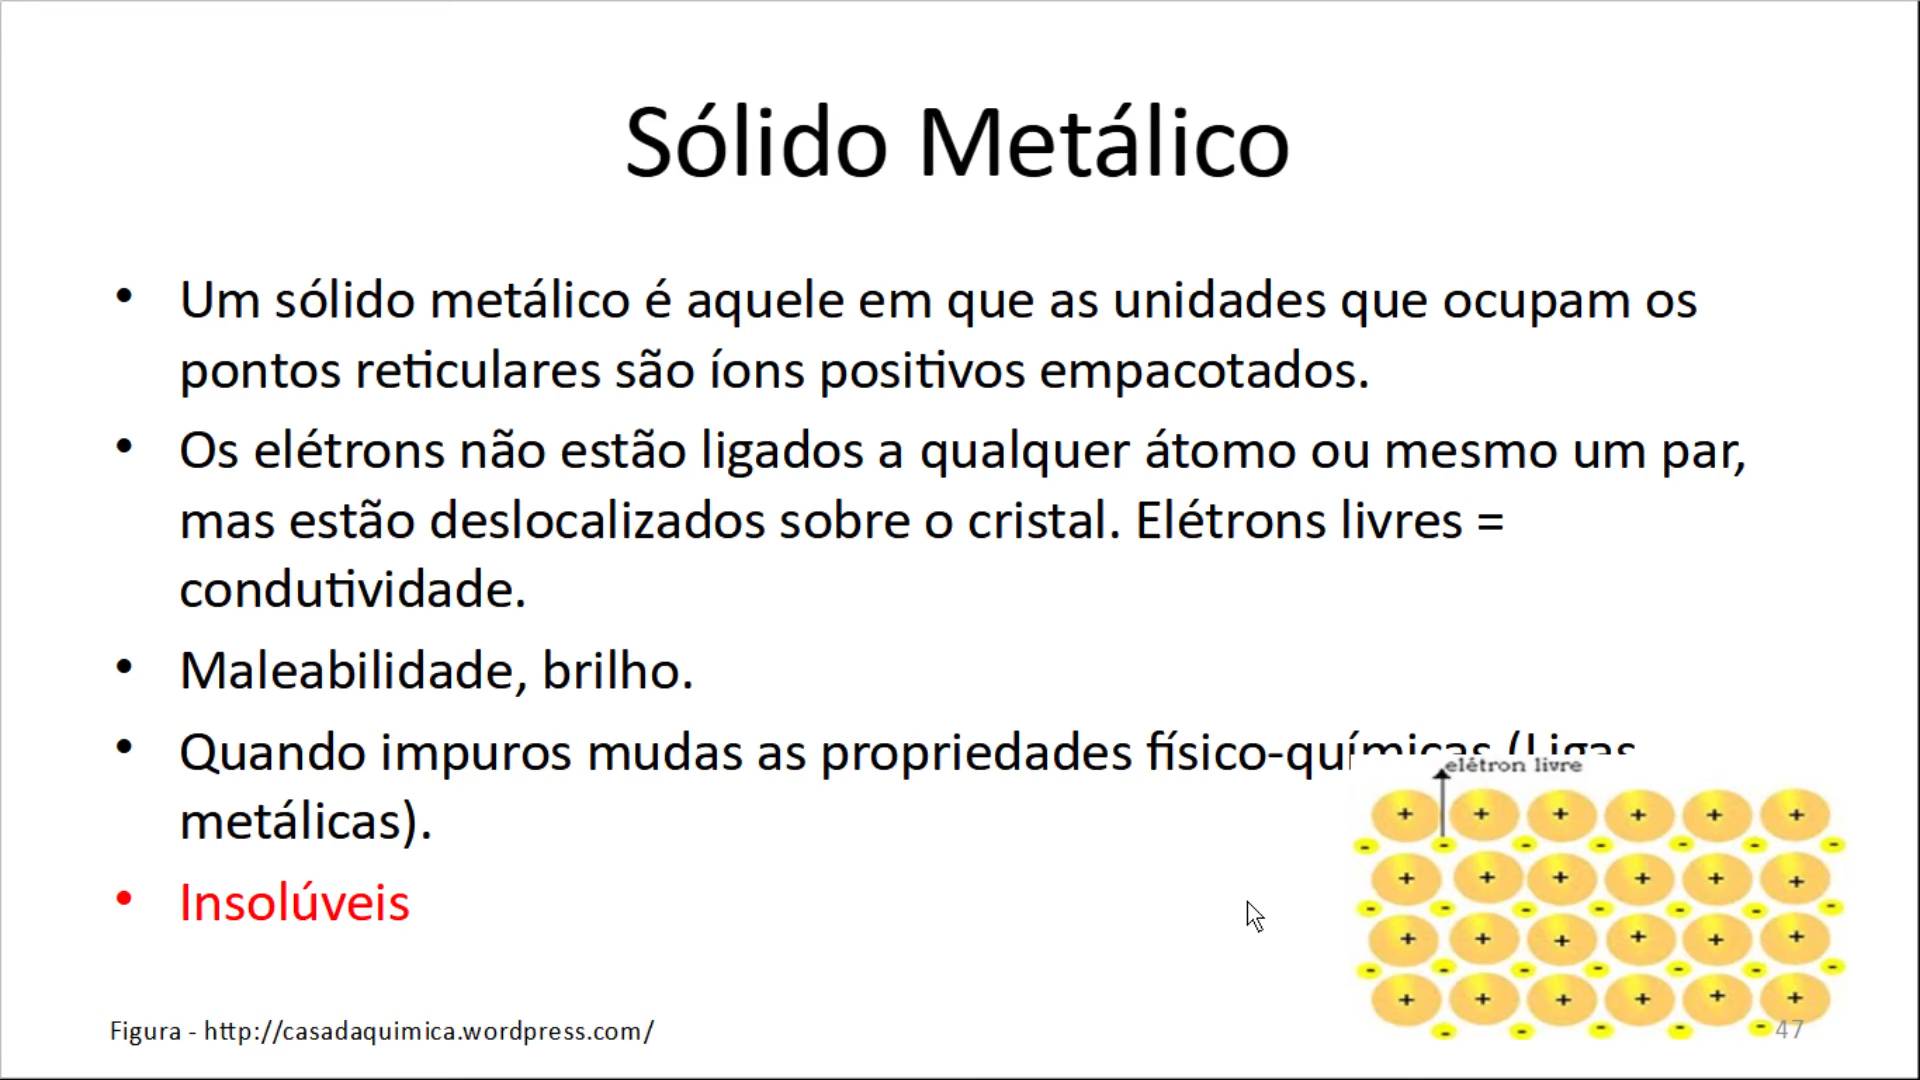 Sólido Metálico
• Um sólido metálico é aquele em que as unidades que ocupam os
pontos reticulares são íons positivos empacotados.
• Os elétrons não estão ligados a qualquer átomo ou mesmo um par,
mas estão deslocalizados sobre o cristal. Elétrons livres =
condutividade.
• Maleabilidade, brilho.
• Quando impuros mudas as propriedades físico-químicas (Ligas
metálicas).
• Insolúveis
elétron livre
+ + + + + +
- - - - - - -
+ + + + + +
- - - - - - -
+ + + + + +
- - - - - - -
+ + + + + +
- - - - -
Figura - http://casadaquimica.wordpress.com/
47